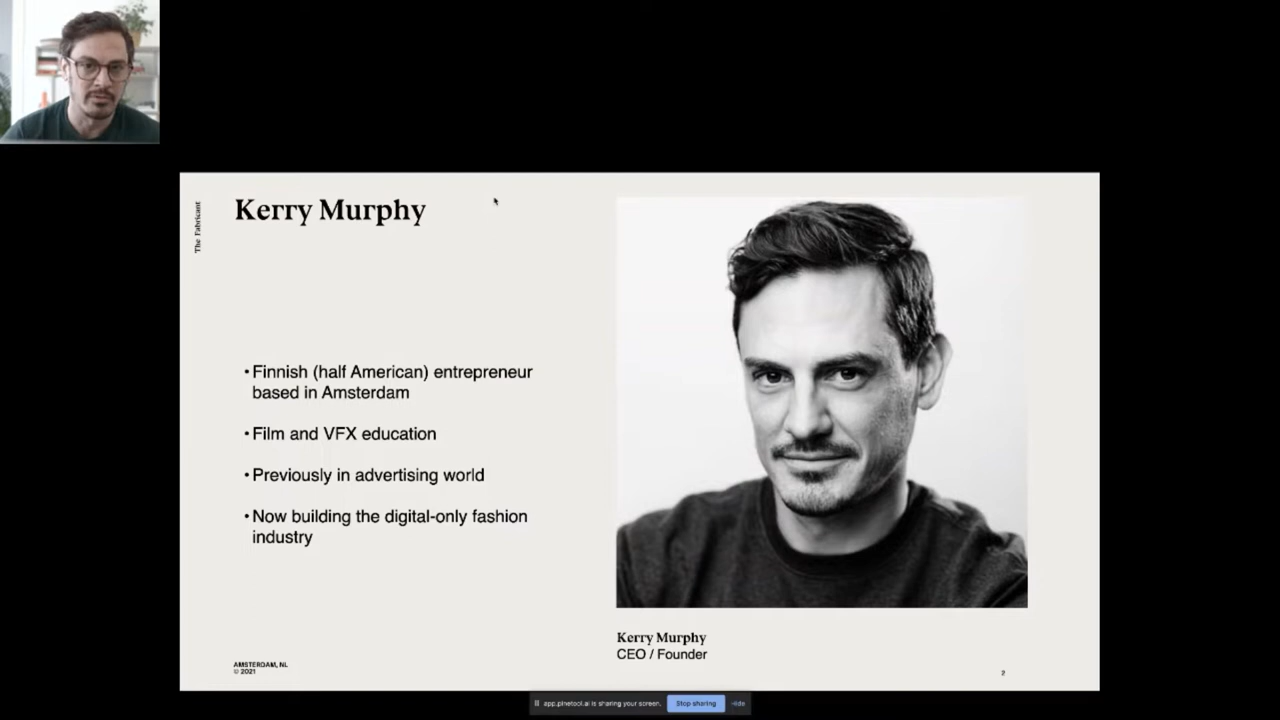 The Fabricant
Kerry Murphy
• Finnish (half American) entrepreneur
based in Amsterdam
• Film and VFX education
• Previously in advertising world
• Now building the digital-only fashion
industry
Kerry Murphy
CEO / Founder
AMSTERDAM, NL
© 2021
2
app.pinetool.ai is sharing your screen. Stop sharing Hide